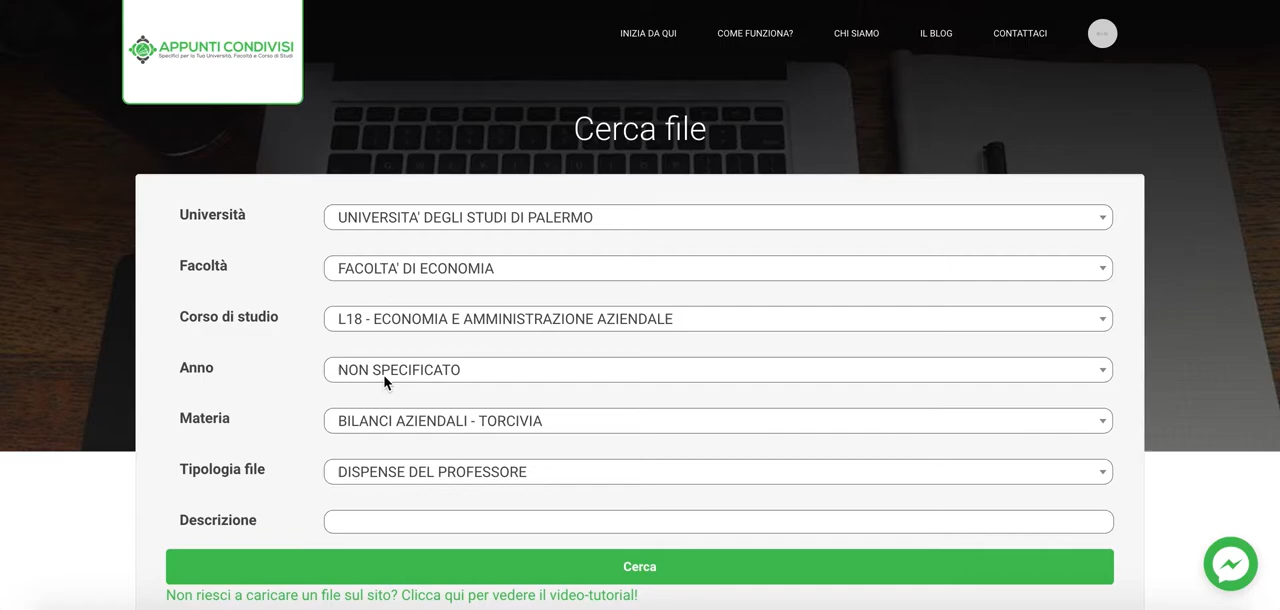 APPUNTI CONDIVISI
Specifici per la Tua Università, Facoltà e Corso di Studi
INIZIA DA QUI
COME FUNZIONA?
CHI SIAMO
IL BLOG
CONTATTACI
Cerca file
Università
UNIVERSITA' DEGLI STUDI DI PALERMO
Facoltà
FACOLTA' DI ECONOMIA
Corso di studio
L18 - ECONOMIA E AMMINISTRAZIONE AZIENDALE
Anno
NON SPECIFICATO
Materia
BILANCI AZIENDALI - TORCIVIA
Tipologia file
DISPENSE DEL PROFESSORE
Descrizione
Cerca
Non riesci a caricare un file sul sito? Clicca qui per vedere il video-tutorial!